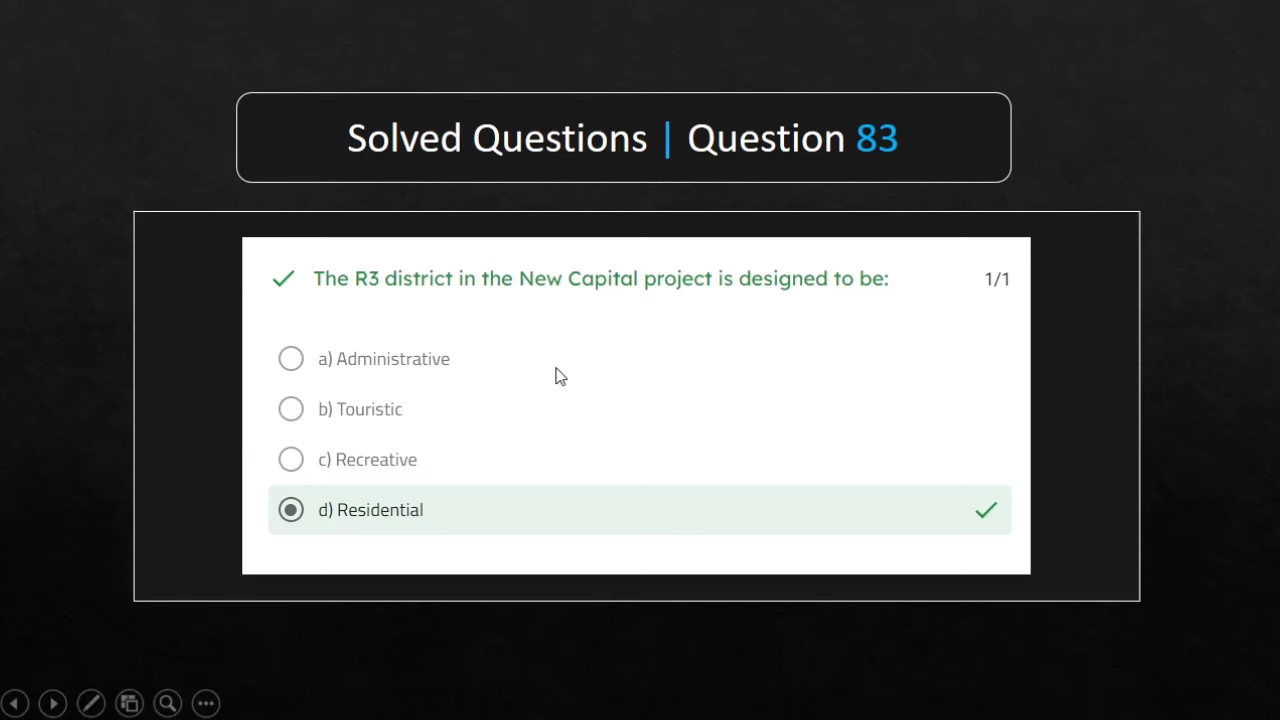 Solved Questions | Question 83
The R3 district in the New Capital project is designed to be: 1/1
a) Administrative
b) Touristic
c) Recreative
d) Residential